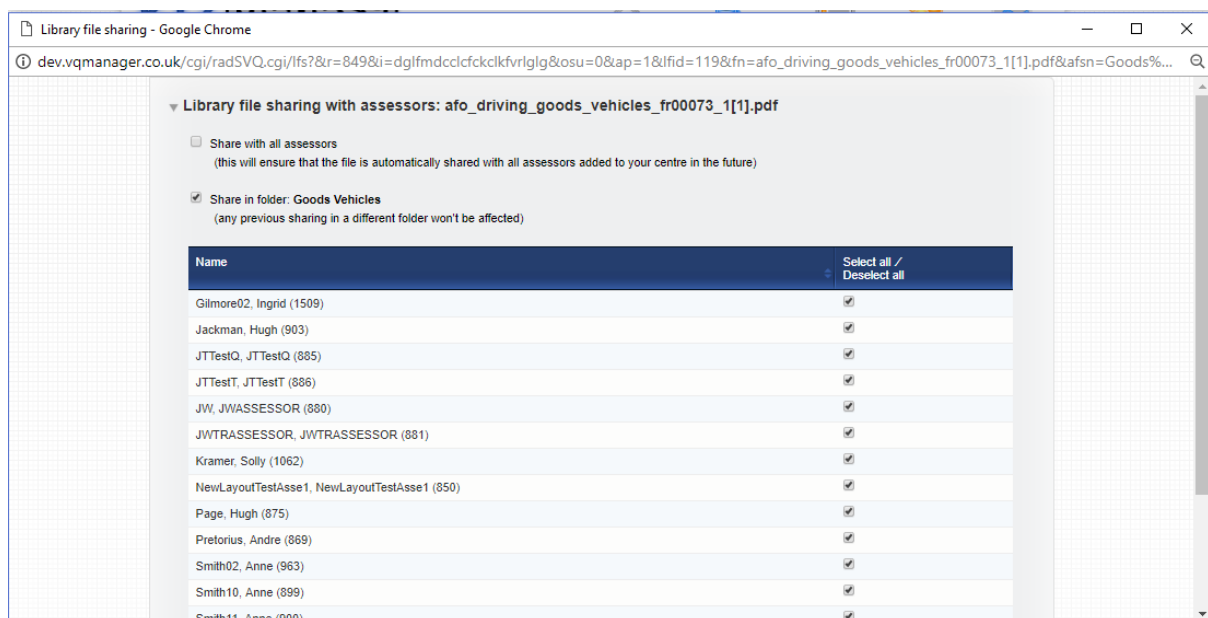 Library file sharing - Google Chrome
dev.vqmanager.co.uk/cgi/radSVQ.cgi/lfs?&r=849&i=dglfmdcclcfckclkfvrlglg&osu=0&ap=1&lfid=119&fn=afo_driving_goods_vehicles_fr00073_1[1].pdf&afsn=Goods%...
Library file sharing with assessors: afo_driving_goods_vehicles_fr00073_1[1].pdf
Share with all assessors
(this will ensure that the file is automatically shared with all assessors added to your centre in the future)
Share in folder: Goods Vehicles
(any previous sharing in a different folder won't be affected)
Name Select all /
Deselect all
Gilmore02, Ingrid (1509)
Jackman, Hugh (903)
JTTestQ, JTTestQ (885)
JTTestT, JTTestT (886)
JW, JWASSESSOR (880)
JWTRASSESSOR, JWTRASSESSOR (881)
Kramer, Solly (1062)
NewLayoutTestAsse1, NewLayoutTestAsse1 (850)
Page, Hugh (875)
Pretorius, Andre (869)
Smith02, Anne (963)
Smith10, Anne (899)
Smith11, Anne